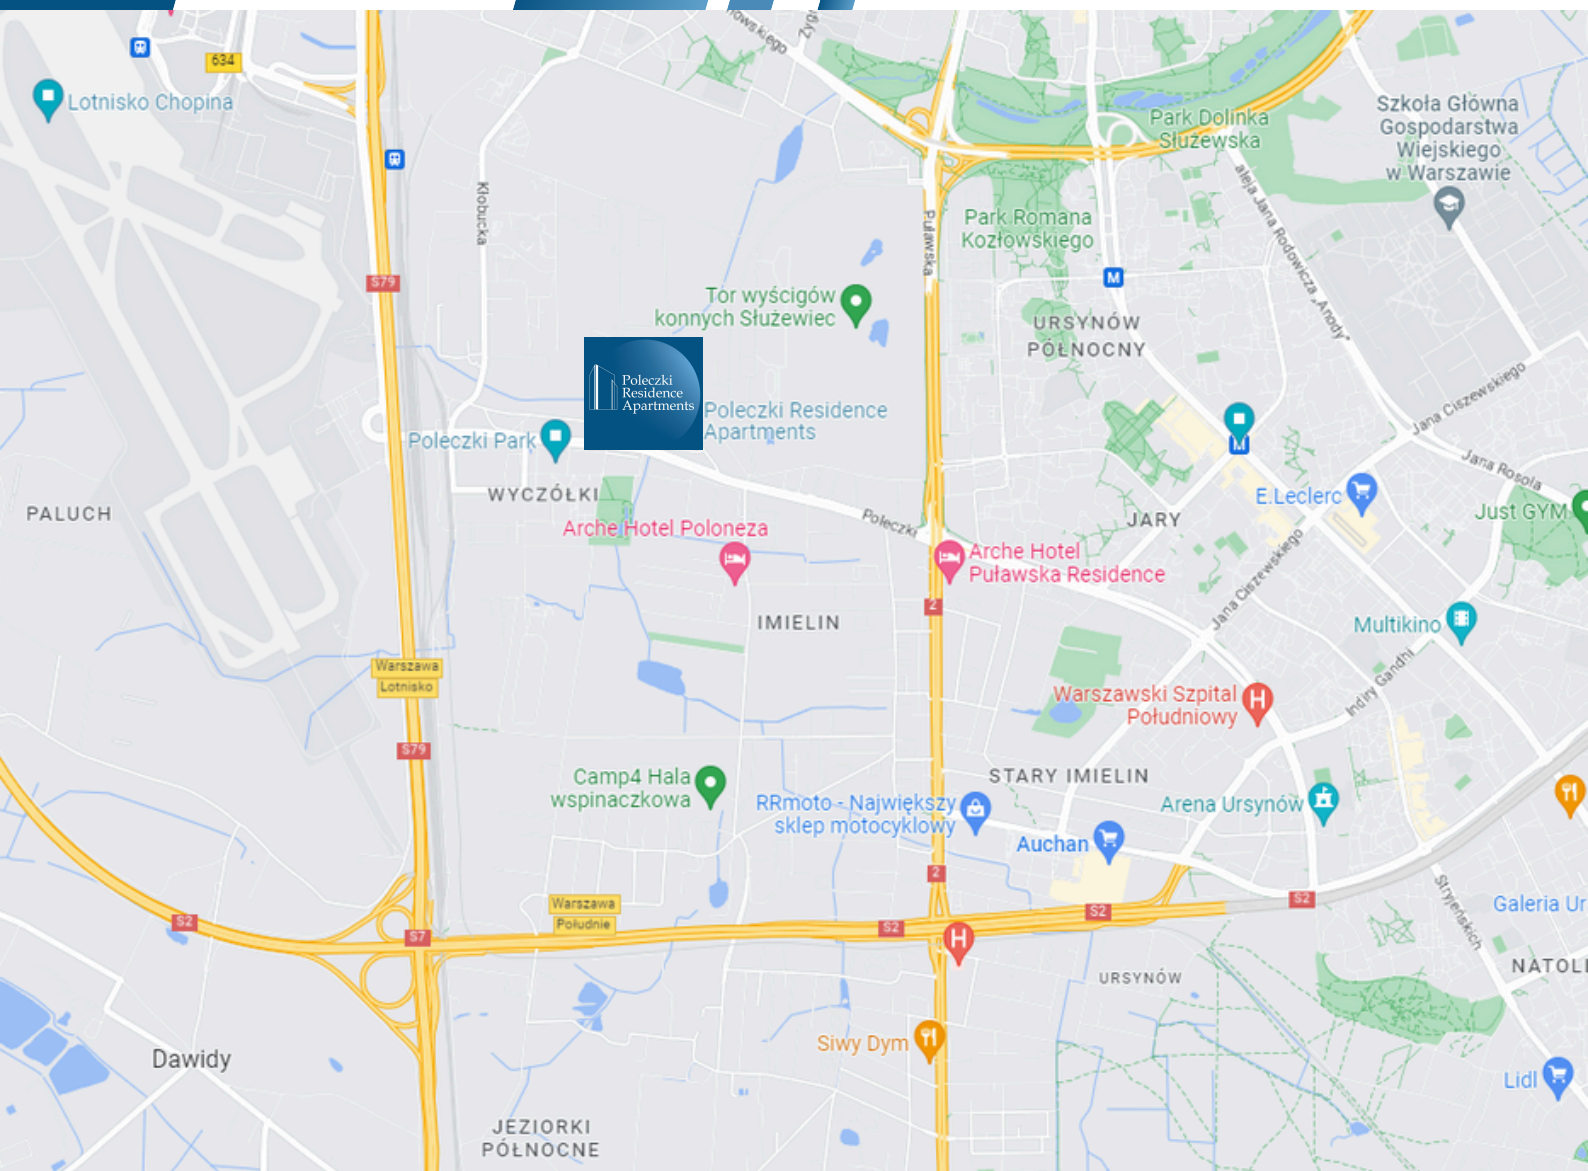 634
Lotnisko Chopina
Park Dolinka
Służewska
Szkoła Główna
Gospodarstwa
Wiejskiego
w Warszawie
aleja Jana Rodowicza „Anody”
Kłobucka
Puławska
Park Romana
Kozłowskiego
M
S79
Tor wyścigów
konnych Służewiec
URSYNÓW
PÓŁNOCNY
Poleczki
Residence
Apartments
Poleczki Residence
Apartments
Poleczki Park
Jana Ciszewskiego
M
Jana Rosoła
WYCZÓŁKI
E.Leclerc
PALUCH
Just GYM
Poleczki
JARY
Arche Hotel Poloneza
Arche Hotel
Puławska Residence
Jana Ciszewskiego
2
IMIELIN
Multikino
Warszawa
Lotnisko
Indiry Gandhi
Warszawski Szpital
Południowy
H
S79
STARY IMIELIN
Camp4 Hala
wspinaczkowa
RRmoto - Największy
sklep motocyklowy
Arena Ursynów
Auchan
2
Warszawa
Południe
S2
S7
S2
S2
S2
Stryjeńskich
Galeria Ur
H
URSYNÓW
NATOLI
Siwy Dym
Dawidy
Lidl
JEZIORKI
PÓŁNOCNE